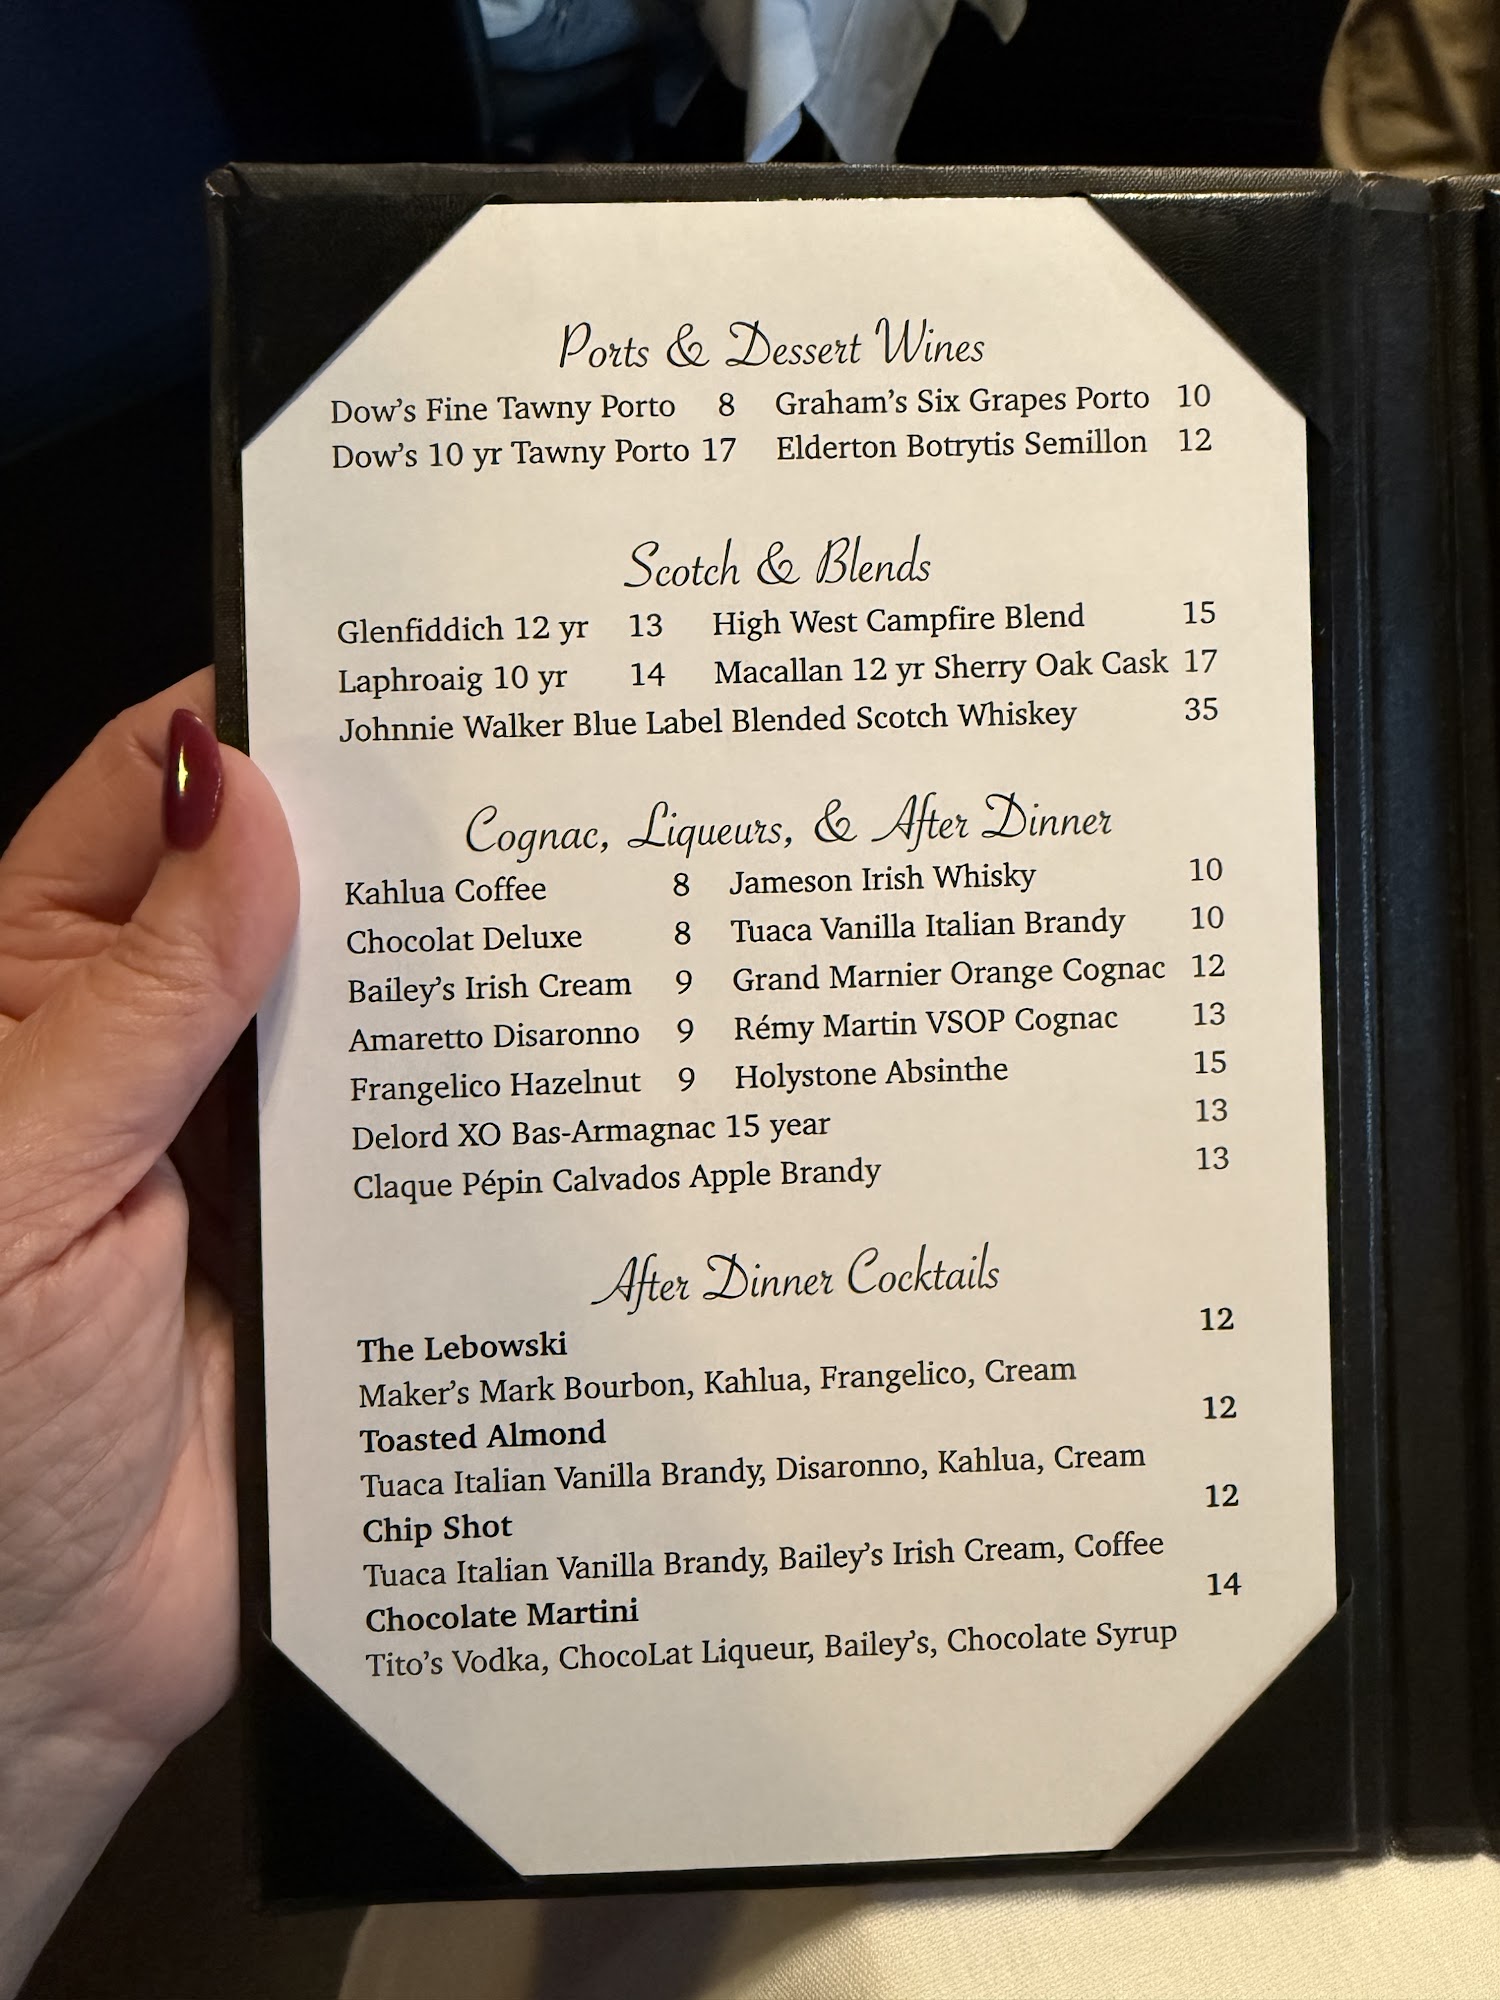 Ports & Dessert Wines
Dow's Fine Tawny Porto 8 Graham's Six Grapes Porto 10
Dow's 10 yr Tawny Porto 17 Elderton Botrytis Semillon 12
Scotch & Blends
Glenfiddich 12 yr 13 High West Campfire Blend 15
Laphroaig 10 yr 14 Macallan 12 yr Sherry Oak Cask 17
Johnnie Walker Blue Label Blended Scotch Whiskey 35
Cognac, Liqueurs, & After Dinner
Kahlua Coffee 8 Jameson Irish Whisky 10
Chocolat Deluxe 8 Tuaca Vanilla Italian Brandy 10
Bailey's Irish Cream 9 Grand Marnier Orange Cognac 12
Amaretto Disaronno 9 Rémy Martin VSOP Cognac 13
Frangelico Hazelnut 9 Holystone Absinthe 15
Delord XO Bas-Armagnac 15 year 13
Claque Pépin Calvados Apple Brandy 13
After Dinner Cocktails
The Lebowski 12
Maker's Mark Bourbon, Kahlua, Frangelico, Cream
Toasted Almond 12
Tuaca Italian Vanilla Brandy, Disaronno, Kahlua, Cream
Chip Shot 12
Tuaca Italian Vanilla Brandy, Bailey's Irish Cream, Coffee
Chocolate Martini 14
Tito's Vodka, ChocoLat Liqueur, Bailey's, Chocolate Syrup